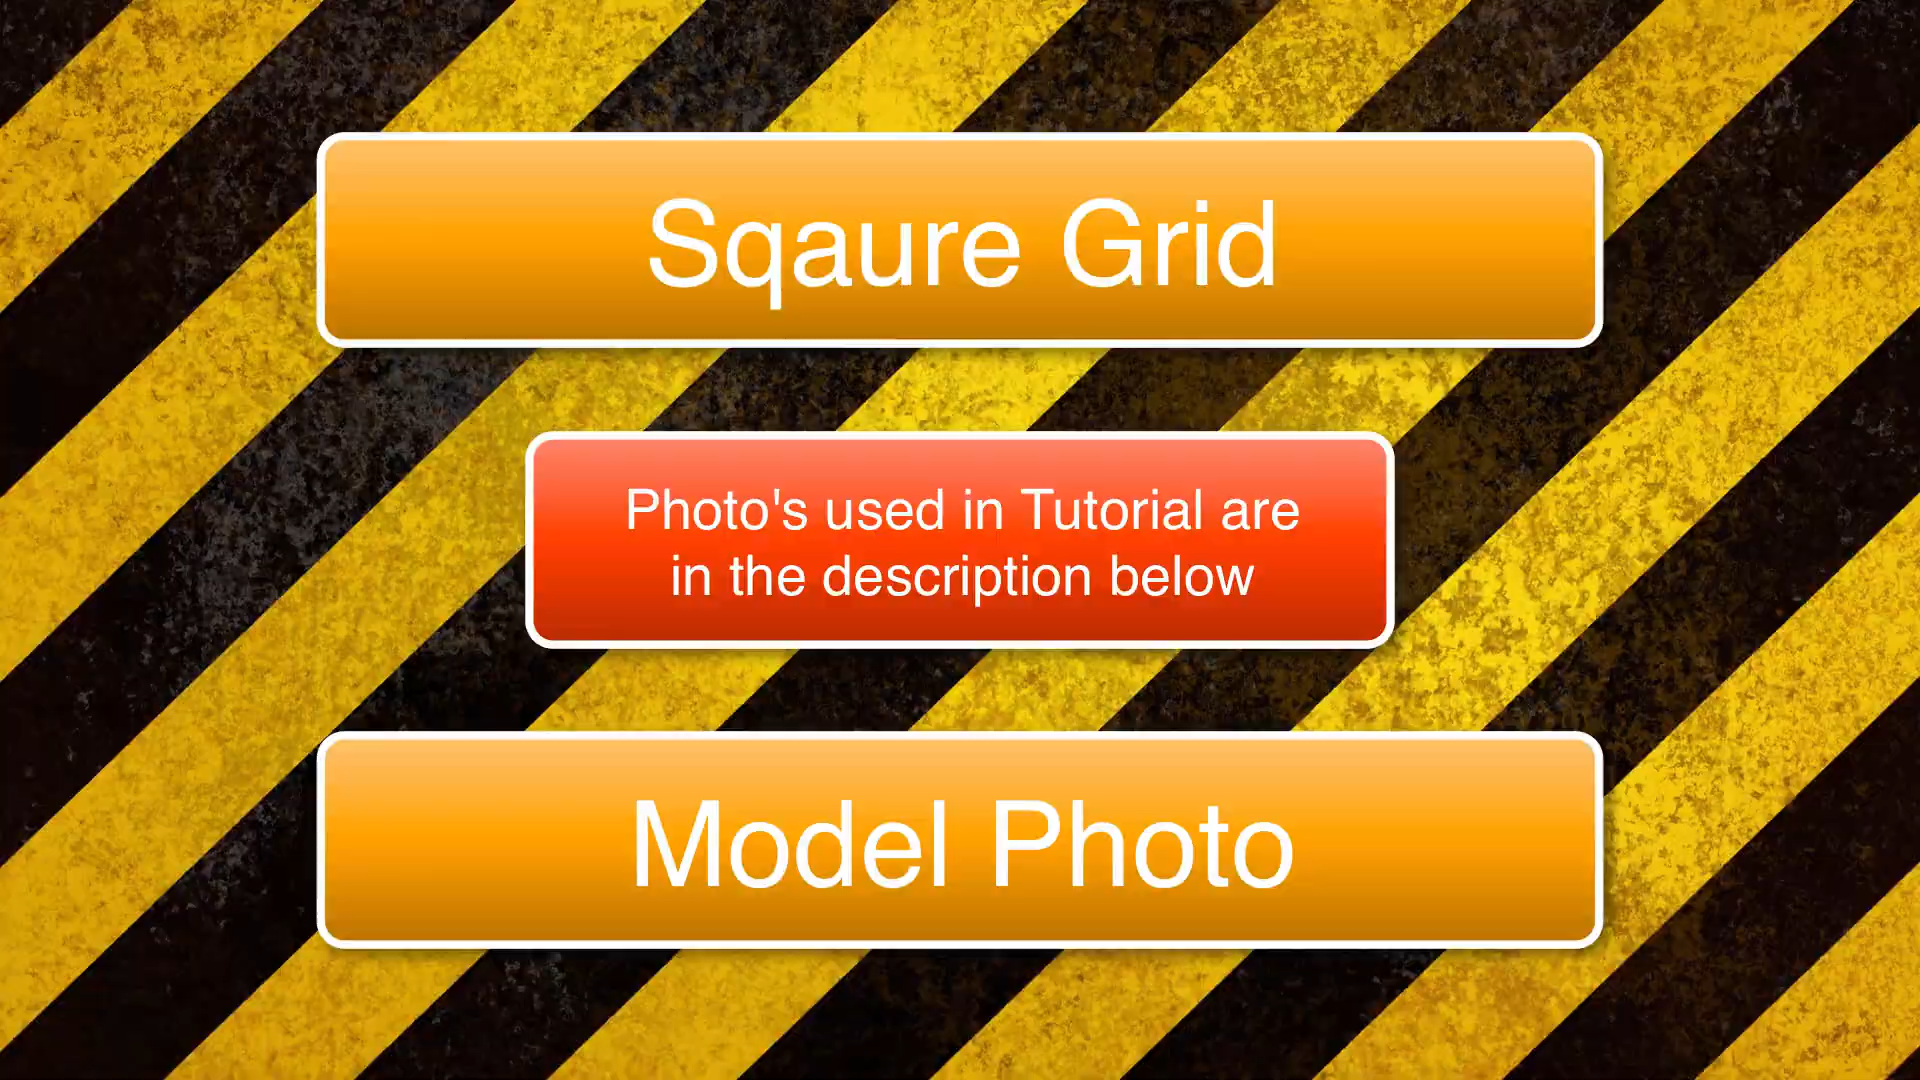 Sqaure Grid
Photo's used in Tutorial are
in the description below
Model Photo